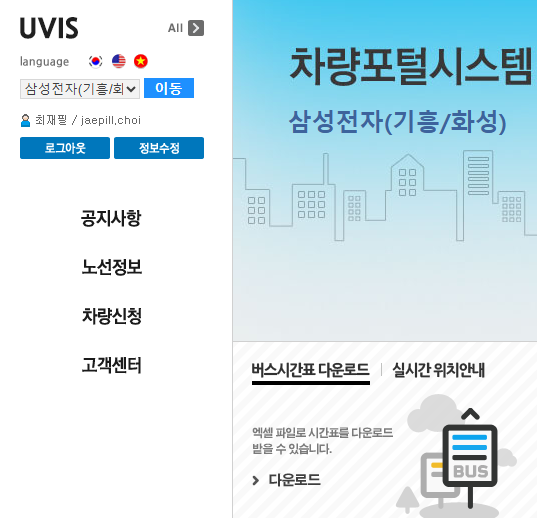 UVIS
All
language
삼성전자(기흥/화
이동
최재필 / jaepill,choi
로그아웃
정보수정
공지사항
노선정보
차량신청
고객센터
차량포털시스템
삼성전자(기흥/화성)
버스시간표 다운로드
실시간 위치안내
엑셀 파일로 시간표를 다운로드
받을 수 있습니다.
다운로드
BUS